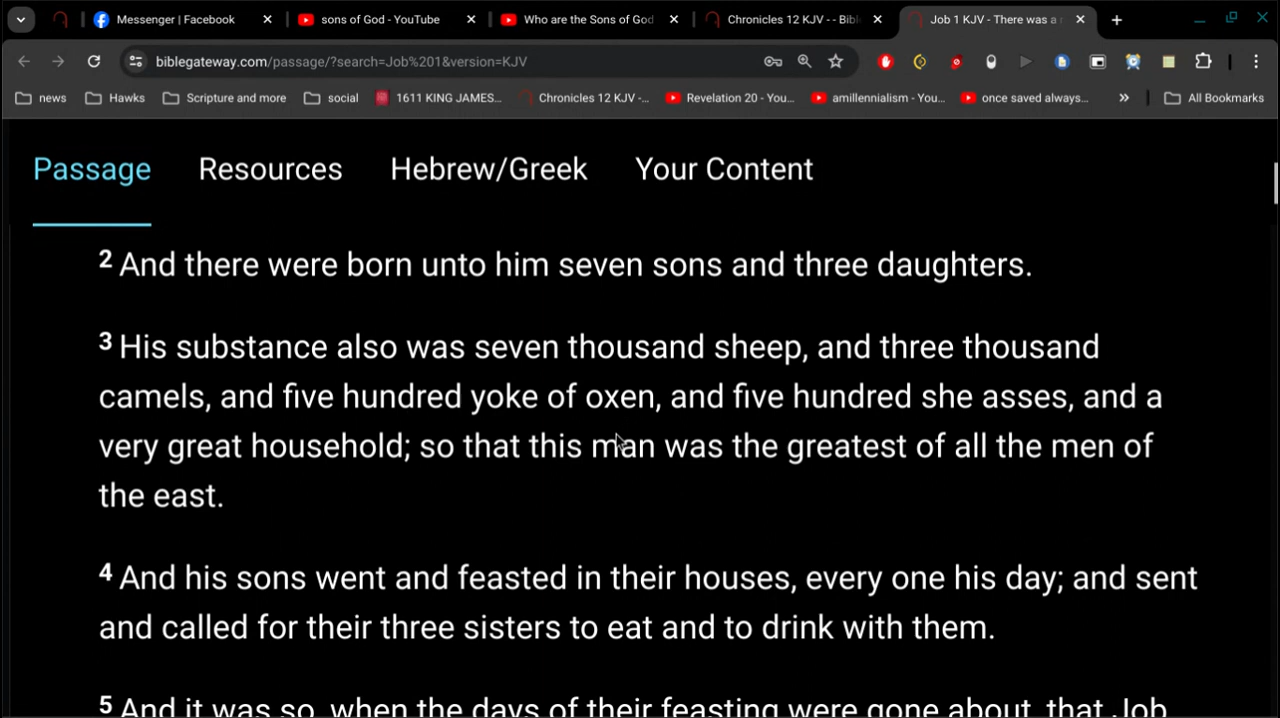 Messenger | Facebook
sons of God - YouTube
Who are the Sons of God
Chronicles 12 KJV - - Bibl
Job 1 KJV - There was a
biblegateway.com/passage/?search=Job%201&version=KJV
news
Hawks
Scripture and more
social
1611 KING JAMES...
Chronicles 12 KJV -...
Revelation 20 - You...
amillennialism - You...
once saved always...
All Bookmarks
Passage
Resources
Hebrew/Greek
Your Content
2 And there were born unto him seven sons and three daughters.
3 His substance also was seven thousand sheep, and three thousand
camels, and five hundred yoke of oxen, and five hundred she asses, and a
very great household; so that this man was the greatest of all the men of
the east.
4 And his sons went and feasted in their houses, every one his day; and sent
and called for their three sisters to eat and to drink with them.
5 And it was so, when the days of their feasting were gone about, that Job